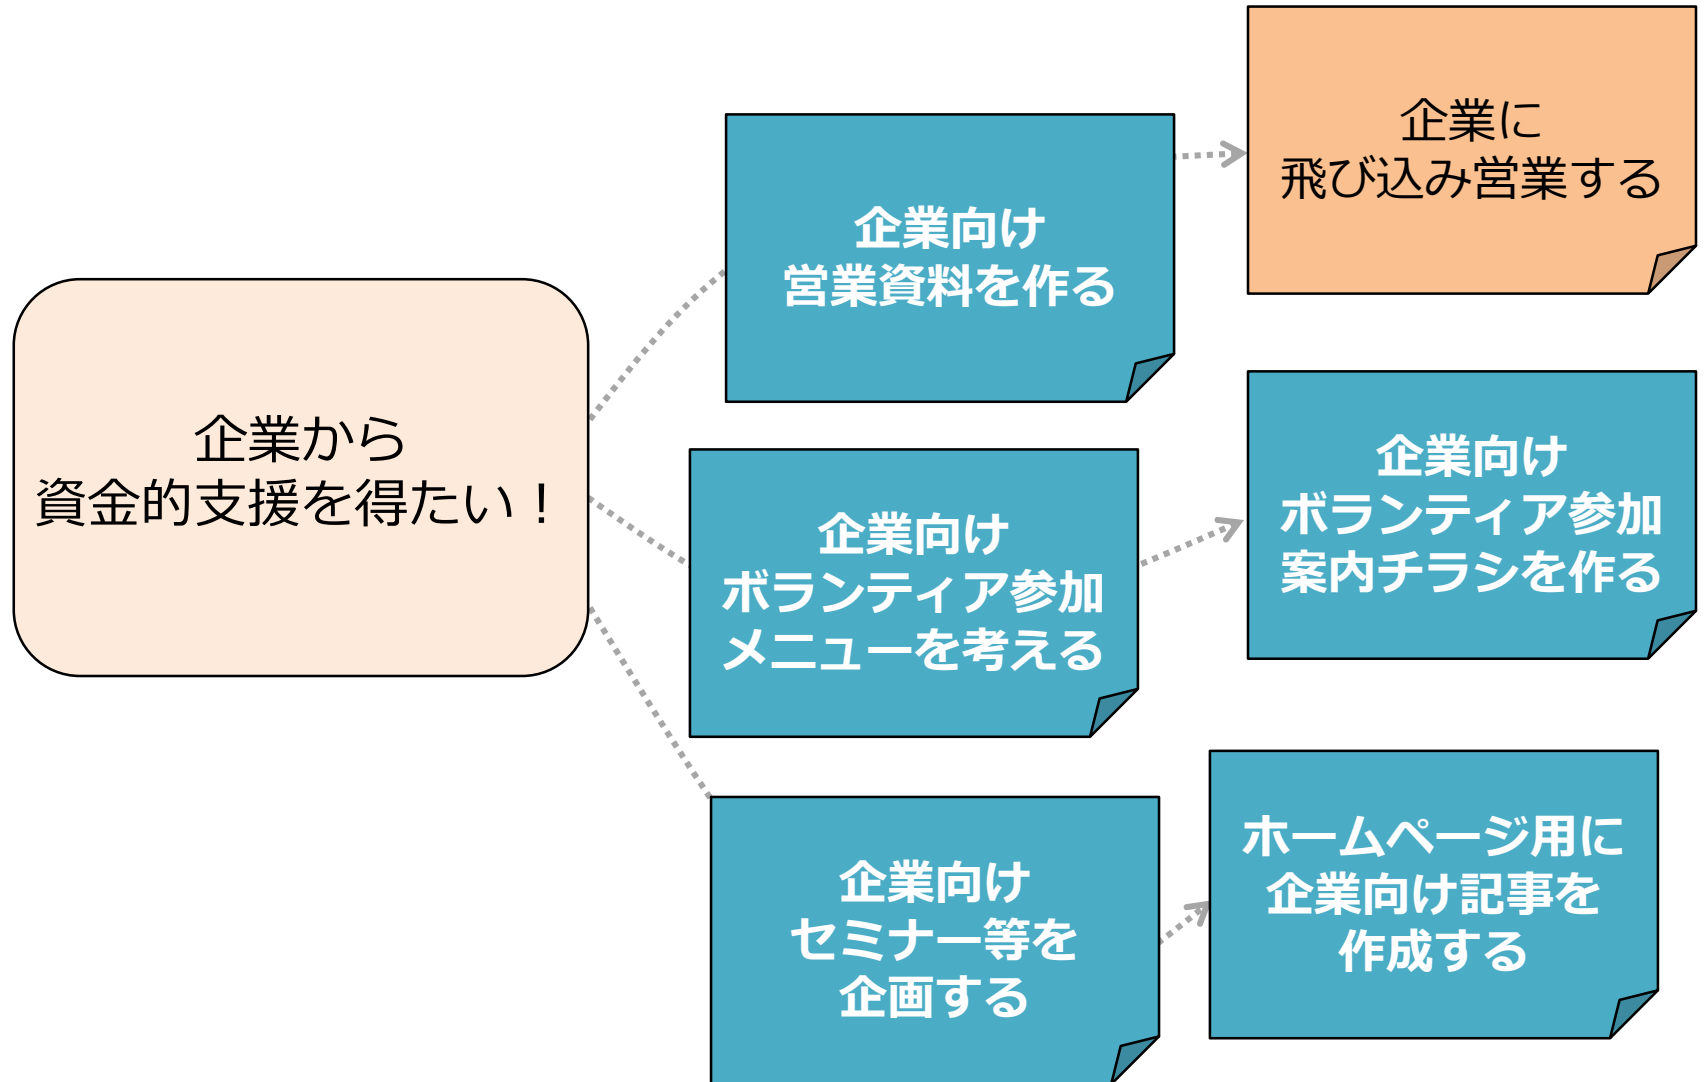 企業から
資金的支援を得たい！
企業向け
営業資料を作る
企業に
飛び込み営業する
企業向け
ボランティア参加
メニューを考える
企業向け
ボランティア参加
案内チラシを作る
企業向け
セミナー等を
企画する
ホームページ用に
企業向け記事を
作成する